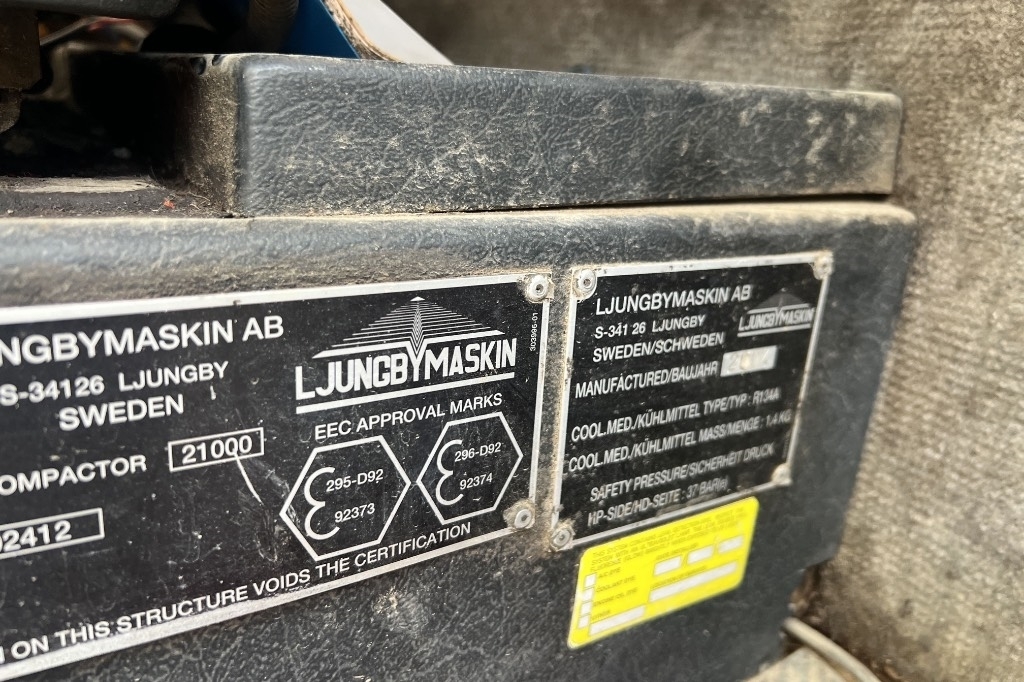 NGBYMASKIN AB
S-34126 LJUNGBY
SWEDEN
OMPACTOR 21000
02412
N ON THIS STRUCTURE VOIDS THE CERTIFICATION
LJUNGBYMASKIN
EEC APPROVAL MARKS
295-D92
92373
296-D92
92374
303996-01
LJUNGBYMASKIN AB
S-341 26 LJUNGBY
SWEDEN/SCHWEDEN
LJUNGBYMASKIN
MANUFACTURED/BAUJAHR
COOL.MED./KÜHLMITTEL TYPE/TYP: R134A
COOL.MED./KÜHLMITTEL MASS/MENGE: 1,4 KG
SAFETY PRESSURE/SICHERHEIT DRUCK
HP-SIDE/HD-SEITE: 37 BAR(e)